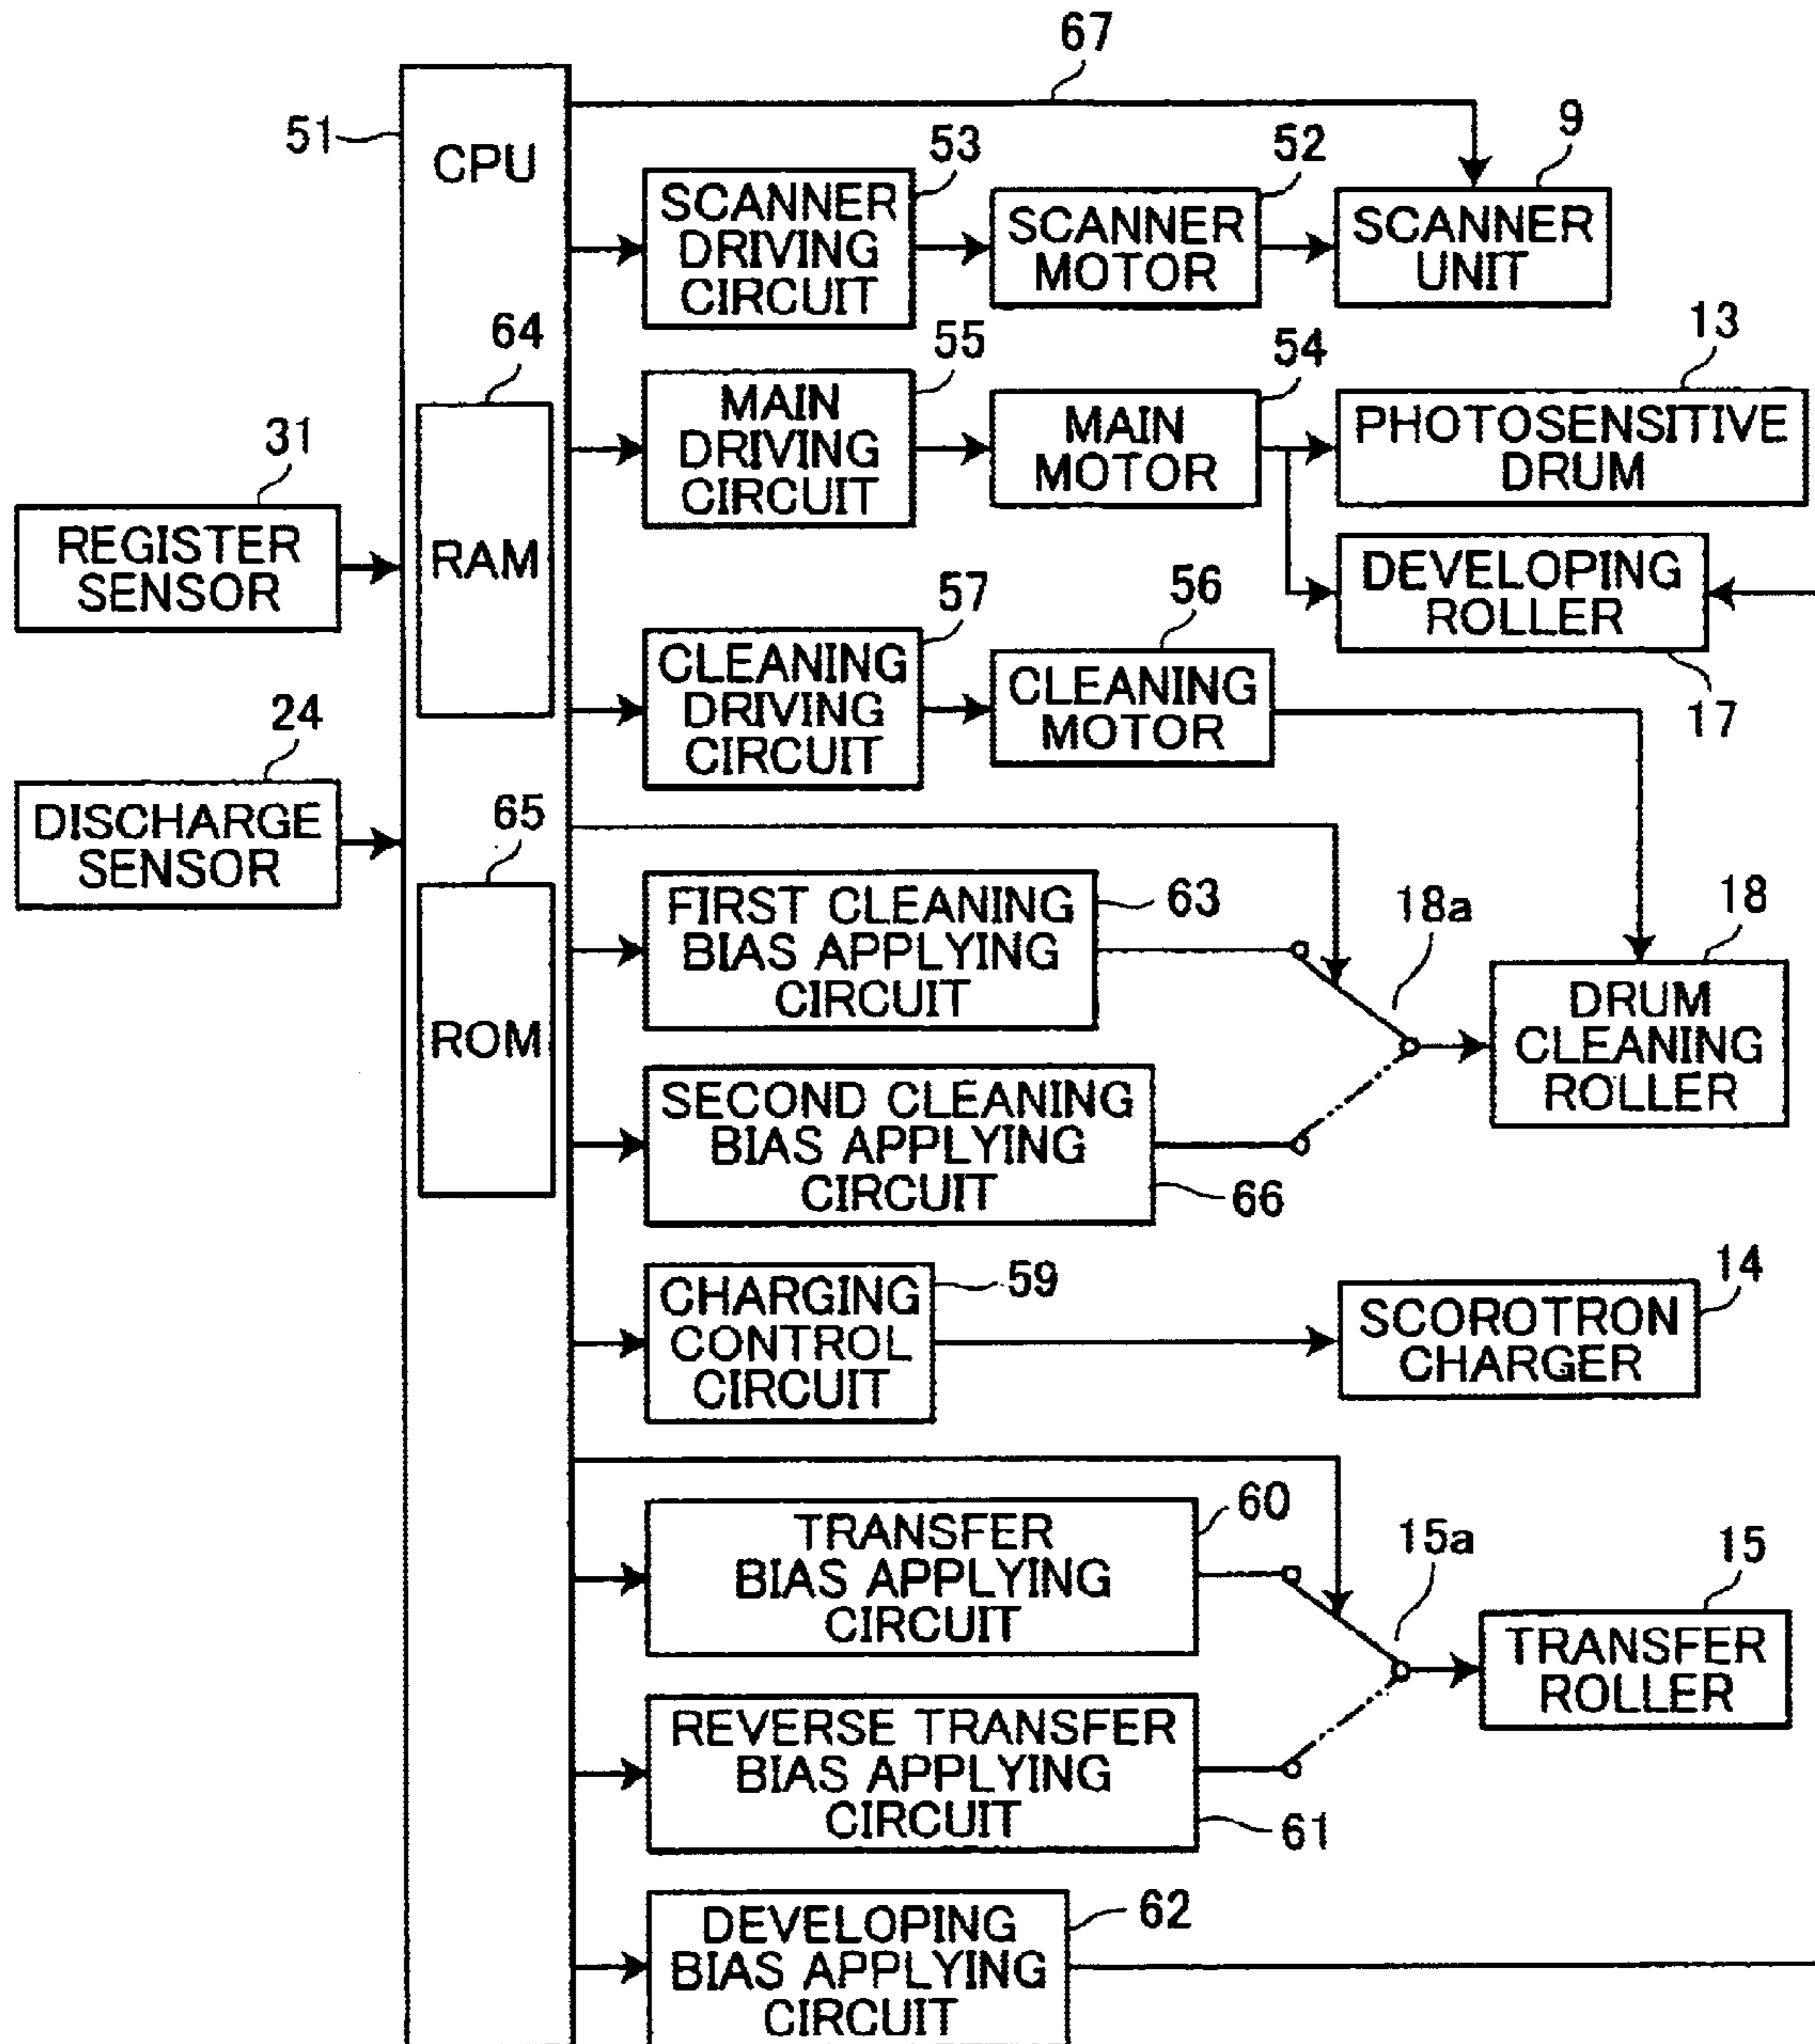 67
51
CPU
53
52
9
SCANNER
DRIVING
CIRCUIT
SCANNER
MOTOR
SCANNER
UNIT
64
55
54
13
MAIN
DRIVING
CIRCUIT
MAIN
MOTOR
PHOTOSENSITIVE
DRUM
31
REGISTER
SENSOR
RAM
DEVELOPING
ROLLER
17
57
56
CLEANING
DRIVING
CIRCUIT
CLEANING
MOTOR
24
DISCHARGE
SENSOR
65
ROM
FIRST CLEANING
BIAS APPLYING
CIRCUIT
63
18a
18
DRUM
CLEANING
ROLLER
SECOND CLEANING
BIAS APPLYING
CIRCUIT
66
CHARGING
CONTROL
CIRCUIT
59
14
SCOROTRON
CHARGER
TRANSFER
BIAS APPLYING
CIRCUIT
60
15a
15
TRANSFER
ROLLER
REVERSE TRANSFER
BIAS APPLYING
CIRCUIT
61
DEVELOPING
BIAS APPLYING
CIRCUIT
62